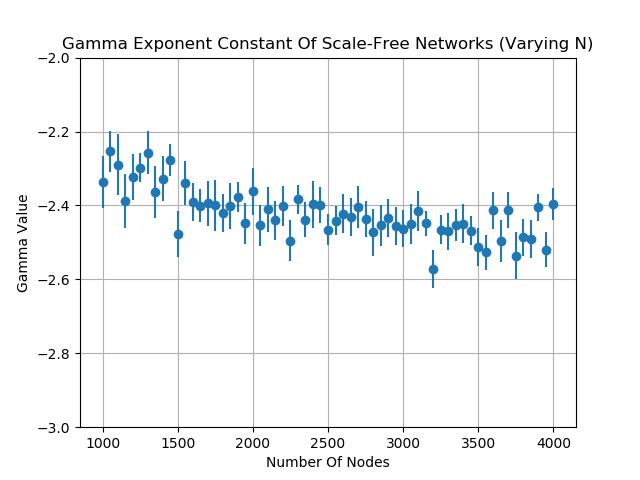 Gamma Exponent Constant Of Scale-Free Networks (Varying N)
−2.0
−2.2
−2.4
−2.6
−2.8
−3.0
Gamma Value
1000 1500 2000 2500 3000 3500 4000
Number Of Nodes